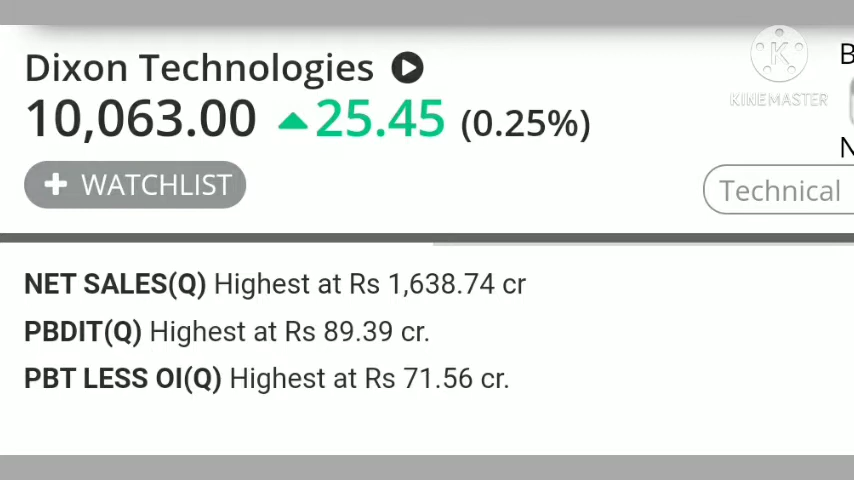 Dixon Technologies
10,063.00 ▲25.45 (0.25%)
+ WATCHLIST
Technical
NET SALES(Q) Highest at Rs 1,638.74 cr
PBDIT(Q) Highest at Rs 89.39 cr.
PBT LESS OI(Q) Highest at Rs 71.56 cr.
K
KINEMASTER
B
N